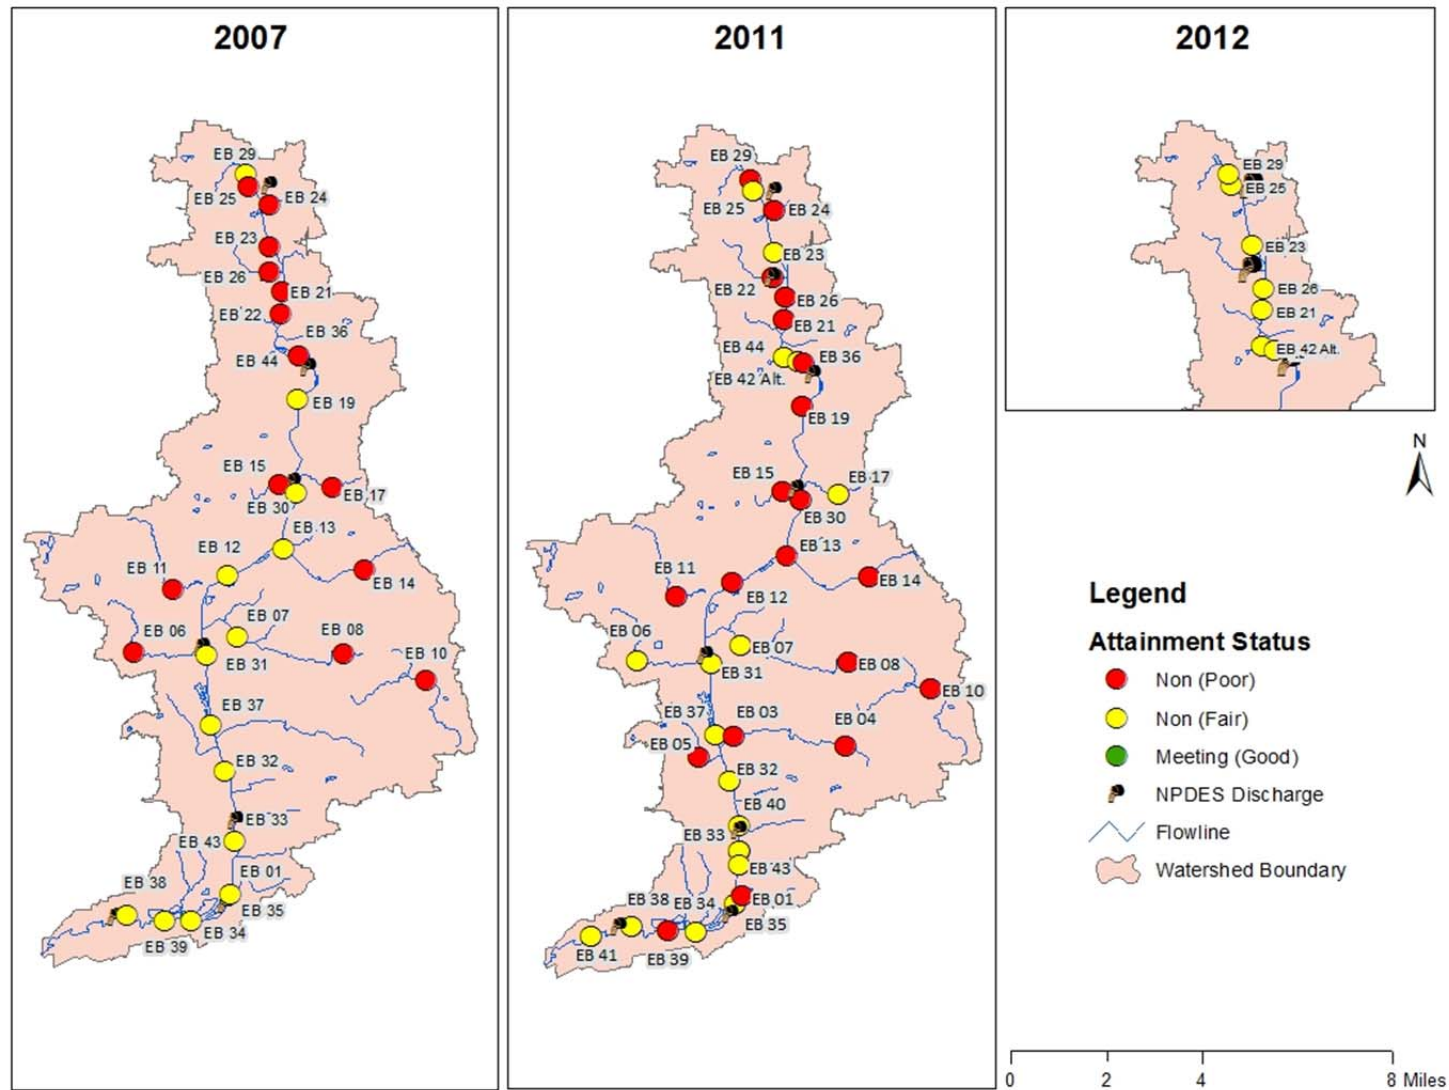 2007
EB 29
EB 25
EB 24
EB 23
EB 26
EB 21
EB 22
EB 36
EB 44
EB 19
EB 15
EB 17
EB 30
EB 13
EB 12
EB 11
EB 14
EB 07
EB 06
EB 08
EB 31
EB 10
EB 37
EB 32
EB 33
EB 43
EB 01
EB 38
EB 35
EB 34
EB 39
2011
EB 29
EB 25
EB 24
EB 23
EB 22
EB 26
EB 21
EB 44
EB 36
EB 42 Alt.
EB 19
EB 15
EB 17
EB 30
EB 13
EB 11
EB 14
EB 12
EB 06
EB 07
EB 08
EB 31
EB 10
EB 37
EB 03
EB 04
EB 05
EB 32
EB 40
EB 33
EB 43
EB 38
EB 34
EB 01
EB 35
EB 41
EB 39
2012
EB 29
EB 25
EB 23
EB 26
EB 21
EB 42 Alt.
N
Legend
Attainment Status
Non (Poor)
Non (Fair)
Meeting (Good)
NPDES Discharge
Flowline
Watershed Boundary
0 2 4 8 Miles